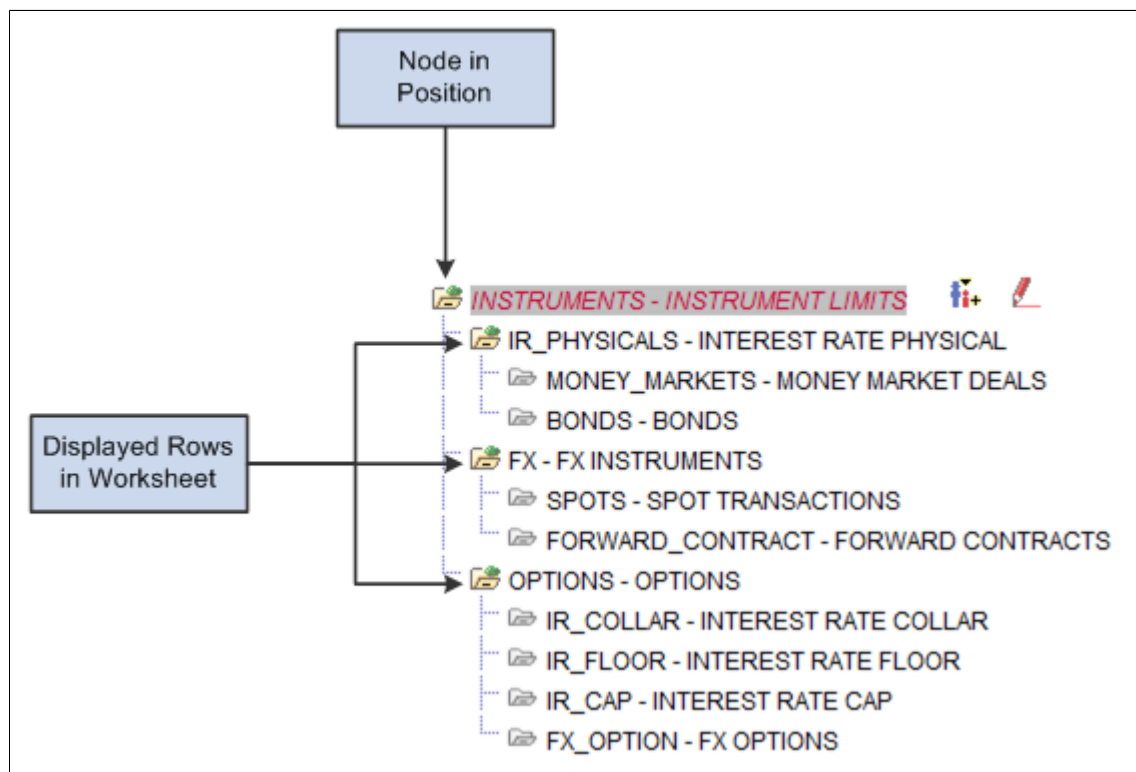 Node in
Position
INSTRUMENTS - INSTRUMENT LIMITS
IR_PHYSICALS - INTEREST RATE PHYSICAL
MONEY_MARKETS - MONEY MARKET DEALS
BONDS - BONDS
Displayed Rows
in Worksheet
FX - FX INSTRUMENTS
SPOTS - SPOT TRANSACTIONS
FORWARD_CONTRACT - FORWARD CONTRACTS
OPTIONS - OPTIONS
IR_COLLAR - INTEREST RATE COLLAR
IR_FLOOR - INTEREST RATE FLOOR
IR_CAP - INTEREST RATE CAP
FX_OPTION - FX OPTIONS